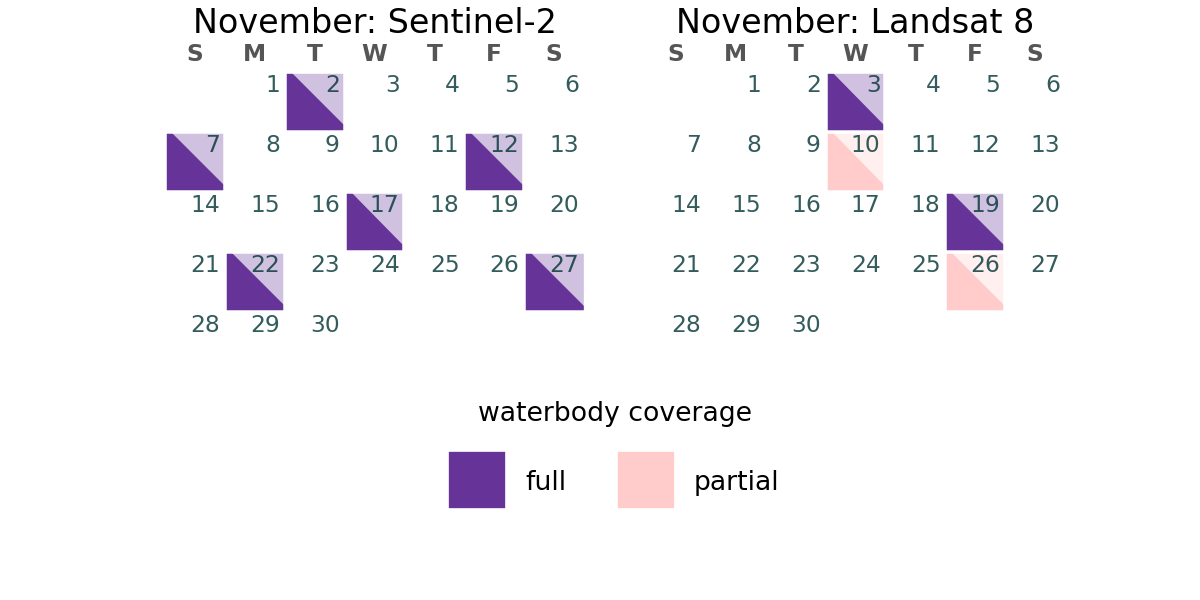 November: Sentinel-2
S M T W T F S
1 2 3 4 5 6
7 8 9 10 11 12 13
14 15 16 17 18 19 20
21 22 23 24 25 26 27
28 29 30
November: Landsat 8
S M T W T F S
1 2 3 4 5 6
7 8 9 10 11 12 13
14 15 16 17 18 19 20
21 22 23 24 25 26 27
28 29 30
waterbody coverage
full partial